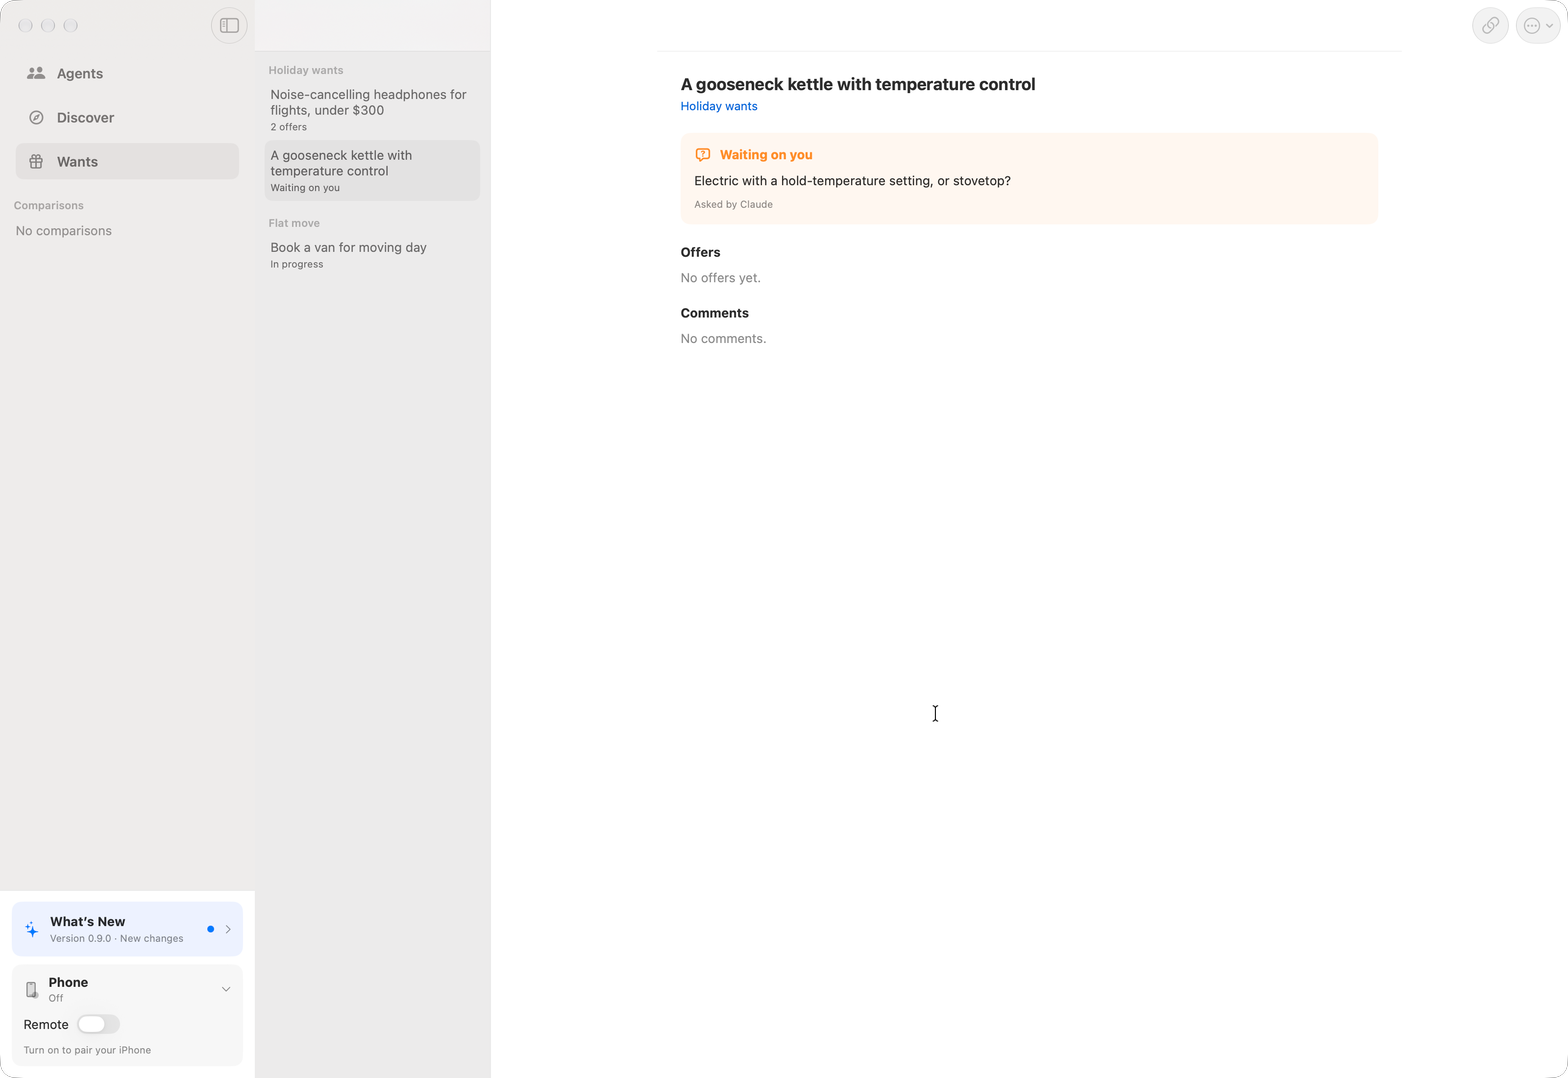 Agents
Discover
Wants
Comparisons
No comparisons
What's New
Version 0.9.0 · New changes
Phone
Off
Remote
Turn on to pair your iPhone
Holiday wants
Noise-cancelling headphones for
flights, under $300
2 offers
A gooseneck kettle with
temperature control
Waiting on you
Flat move
Book a van for moving day
In progress
A gooseneck kettle with temperature control
Holiday wants
Waiting on you
Electric with a hold-temperature setting, or stovetop?
Asked by Claude
Offers
No offers yet.
Comments
No comments.